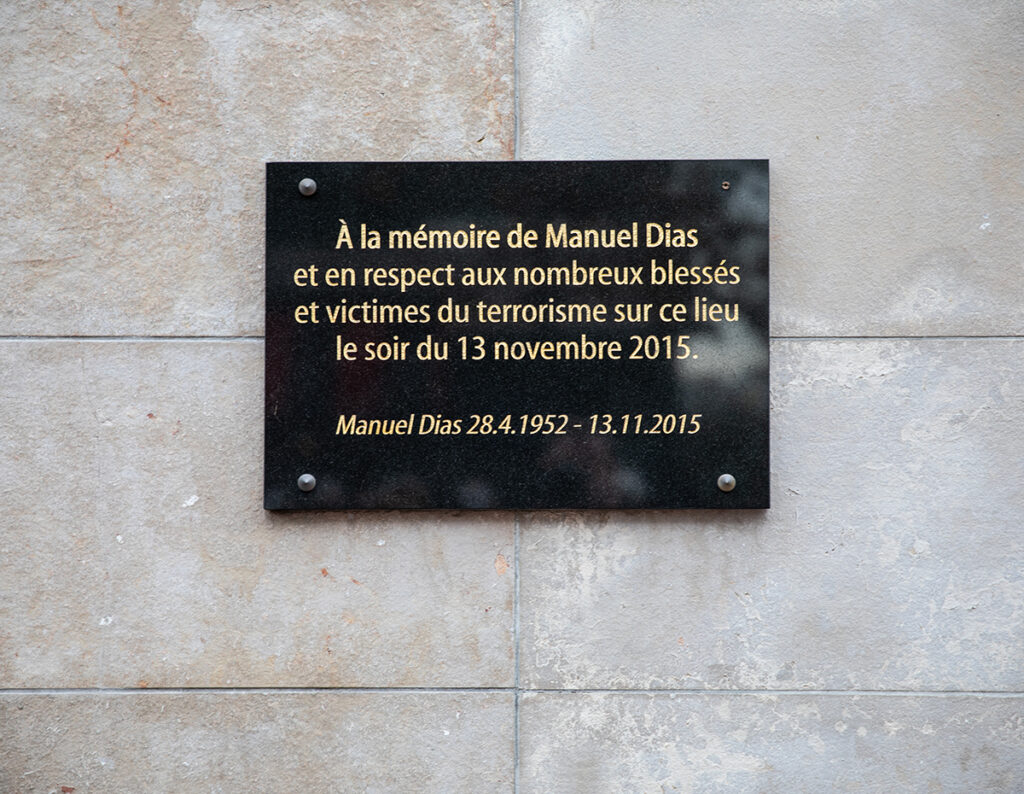 À la mémoire de Manuel Dias
et en respect aux nombreux blessés
et victimes du terrorisme sur ce lieu
le soir du 13 novembre 2015.
Manuel Dias 28.4.1952 - 13.11.2015